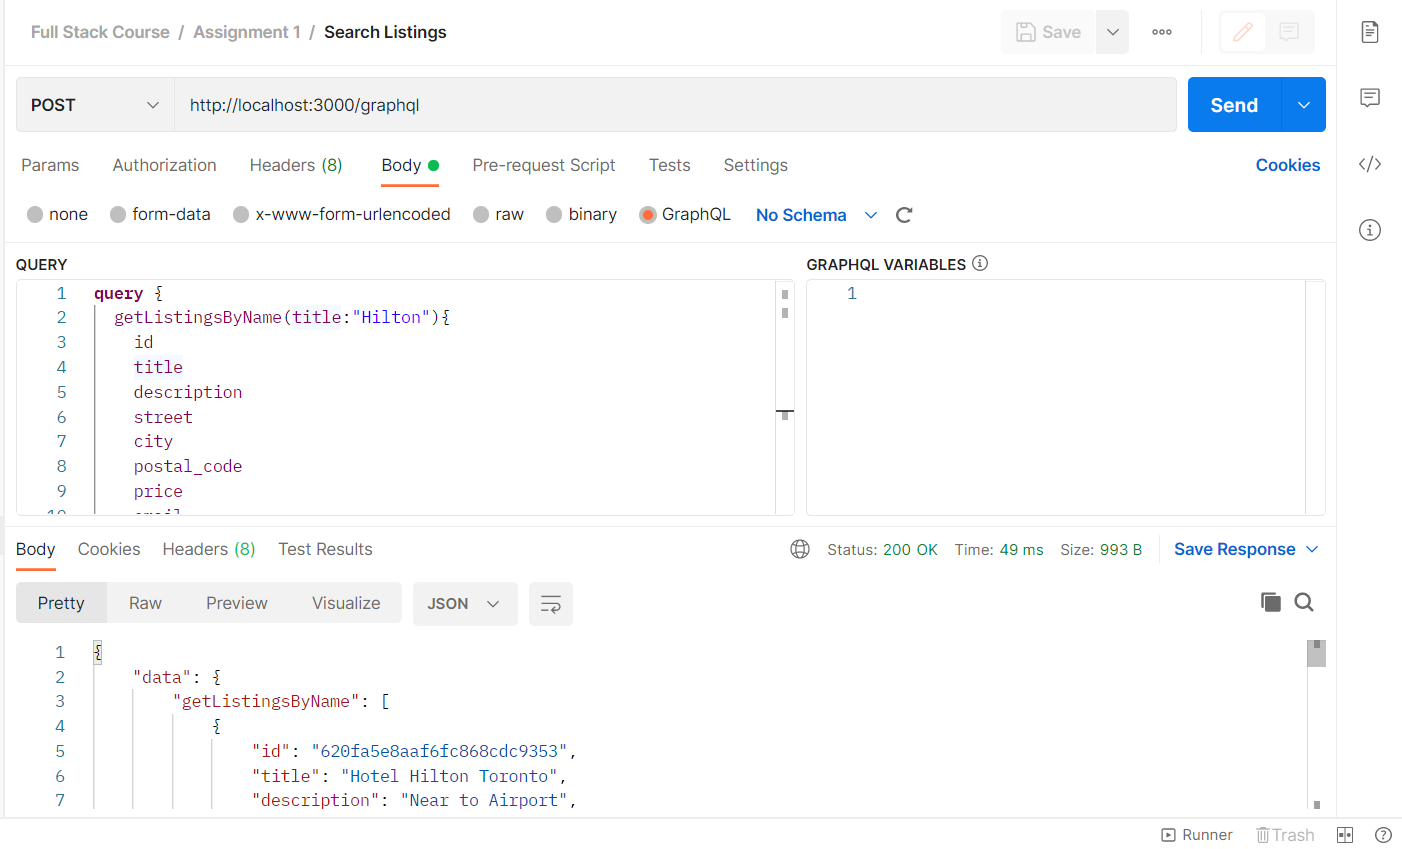 Full Stack Course / Assignment 1 / Search Listings
Save
POST
http://localhost:3000/graphql
Send
Params Authorization Headers (8) Body Pre-request Script Tests Settings Cookies
none form-data x-www-form-urlencoded raw binary GraphQL No Schema
QUERY
1 query {
2 getListingsByName(title:"Hilton"){
3 id
4 title
5 description
6 street
7 city
8 postal_code
9 price
10 email
GRAPHQL VARIABLES
1
Body Cookies Headers (8) Test Results Status: 200 OK Time: 49 ms Size: 993 B Save Response
Pretty Raw Preview Visualize JSON
1 {
2 "data": {
3 "getListingsByName": [
4 {
5 "id": "620fa5e8aaf6fc868cdc9353",
6 "title": "Hotel Hilton Toronto",
7 "description": "Near to Airport",
Runner Trash